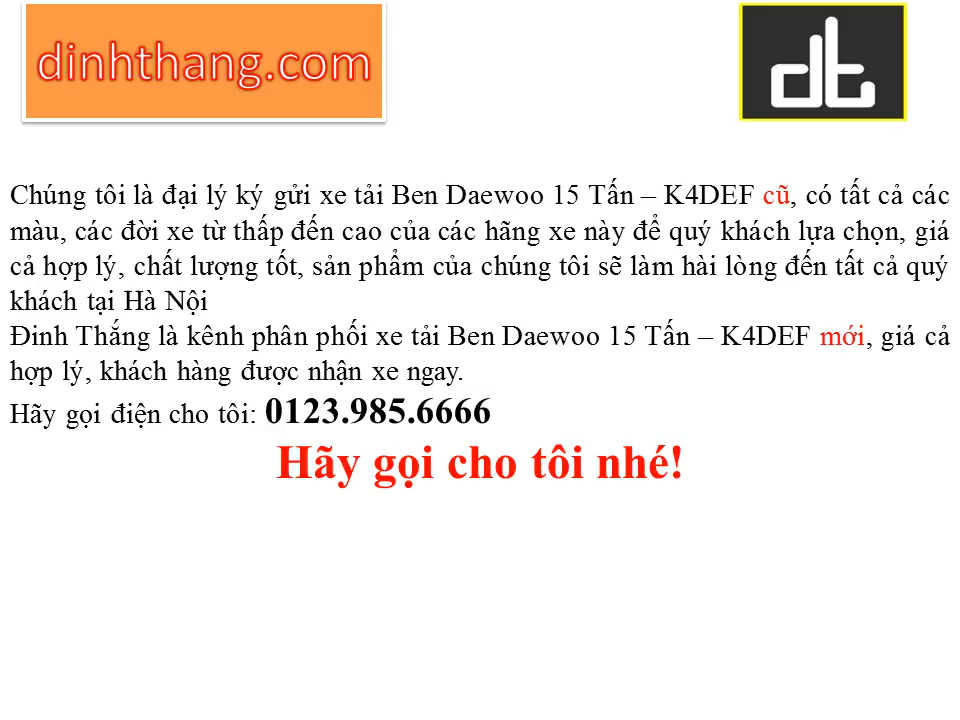 dinhthang.com
dt
Chúng tôi là đại lý ký gửi xe tải Ben Daewoo 15 Tấn – K4DEF cũ, có tất cả các
màu, các đời xe từ thấp đến cao của các hãng xe này để quý khách lựa chọn, giá
cả hợp lý, chất lượng tốt, sản phẩm của chúng tôi sẽ làm hài lòng đến tất cả quý
khách tại Hà Nội
Đinh Thắng là kênh phân phối xe tải Ben Daewoo 15 Tấn – K4DEF mới, giá cả
hợp lý, khách hàng được nhận xe ngay.
Hãy gọi điện cho tôi: 0123.985.6666
Hãy gọi cho tôi nhé!